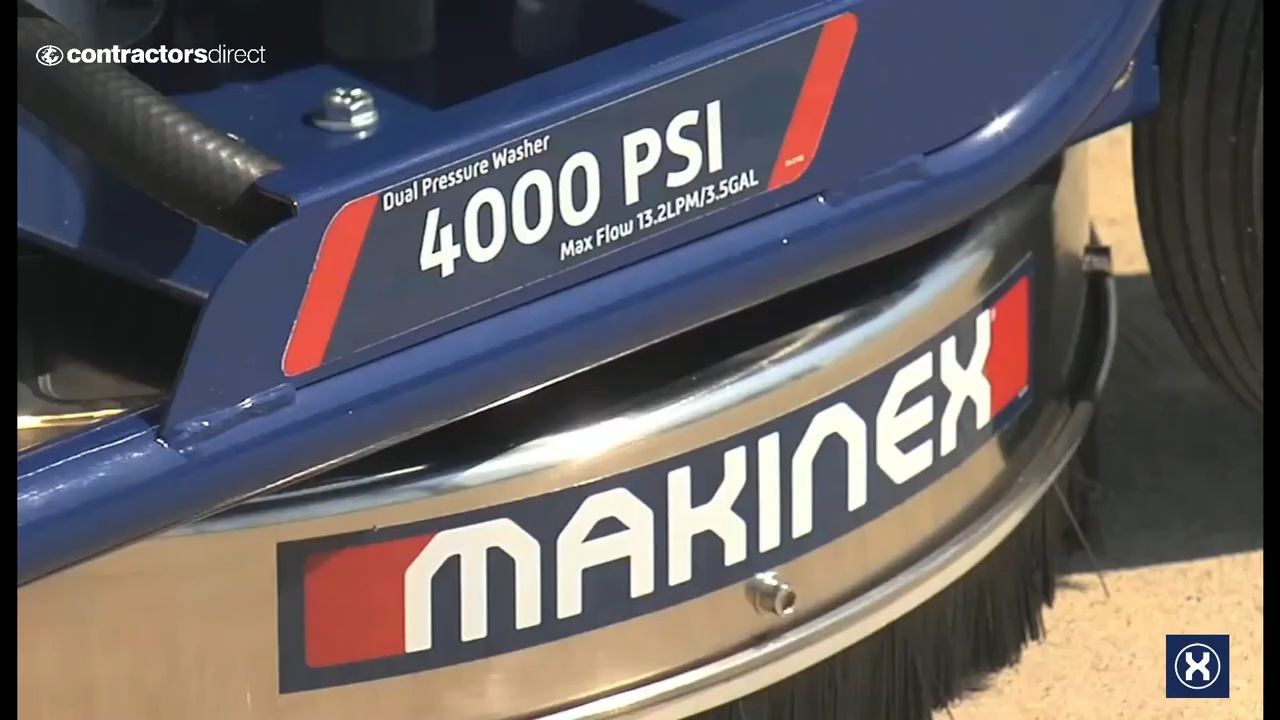 contractorsdirect
Dual Pressure Washer
4000 PSI
Max Flow 13.2LPM/3.5GAL
MAKINEX